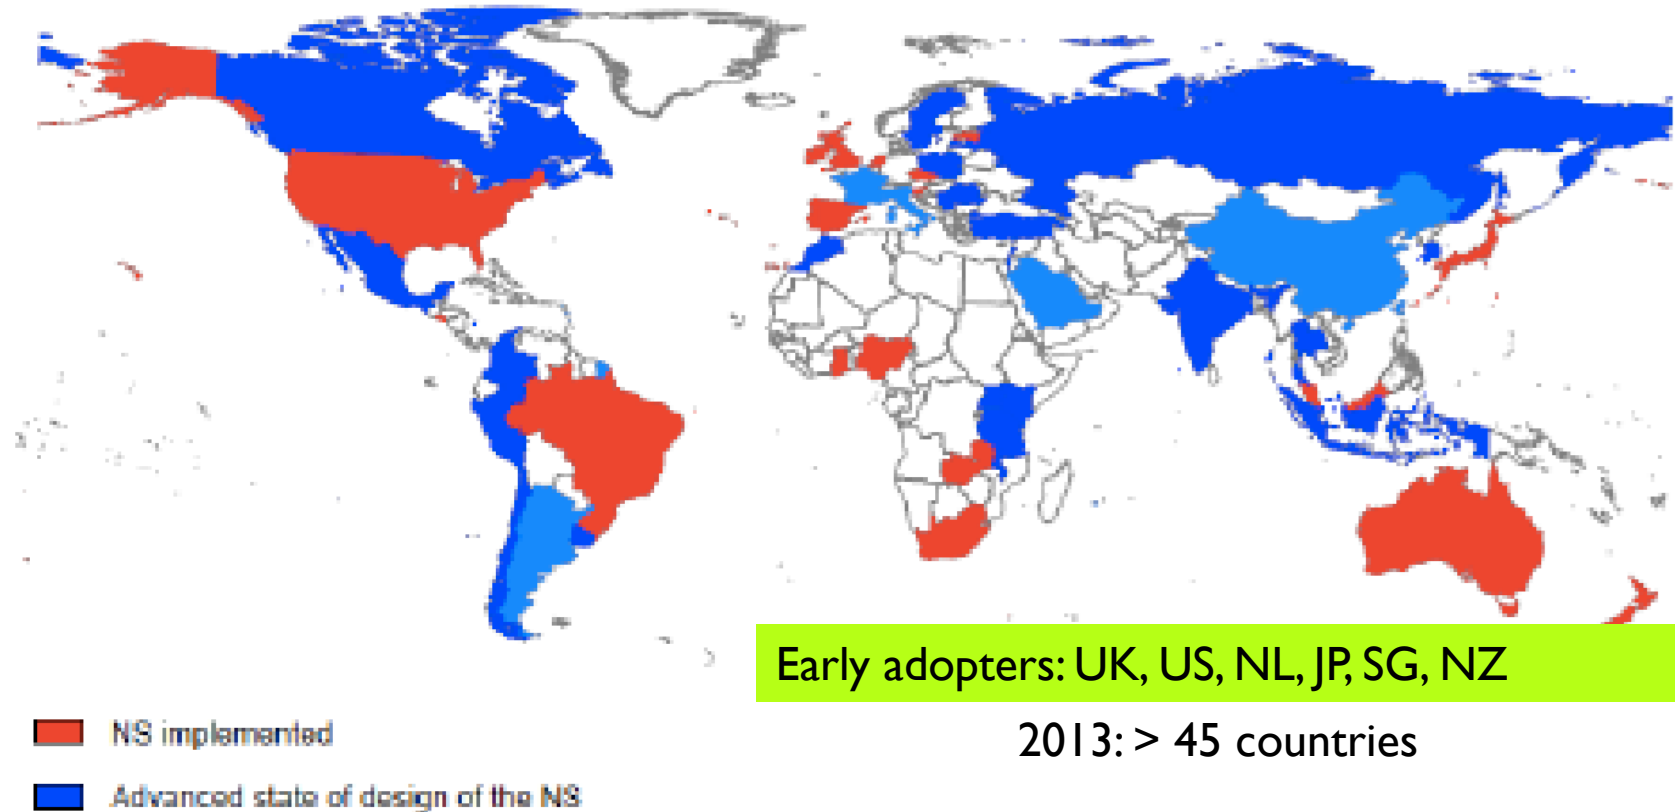 Early adopters: UK, US, NL, JP, SG, NZ
NS implemented
2013: > 45 countries
Advanced state of design of the NS